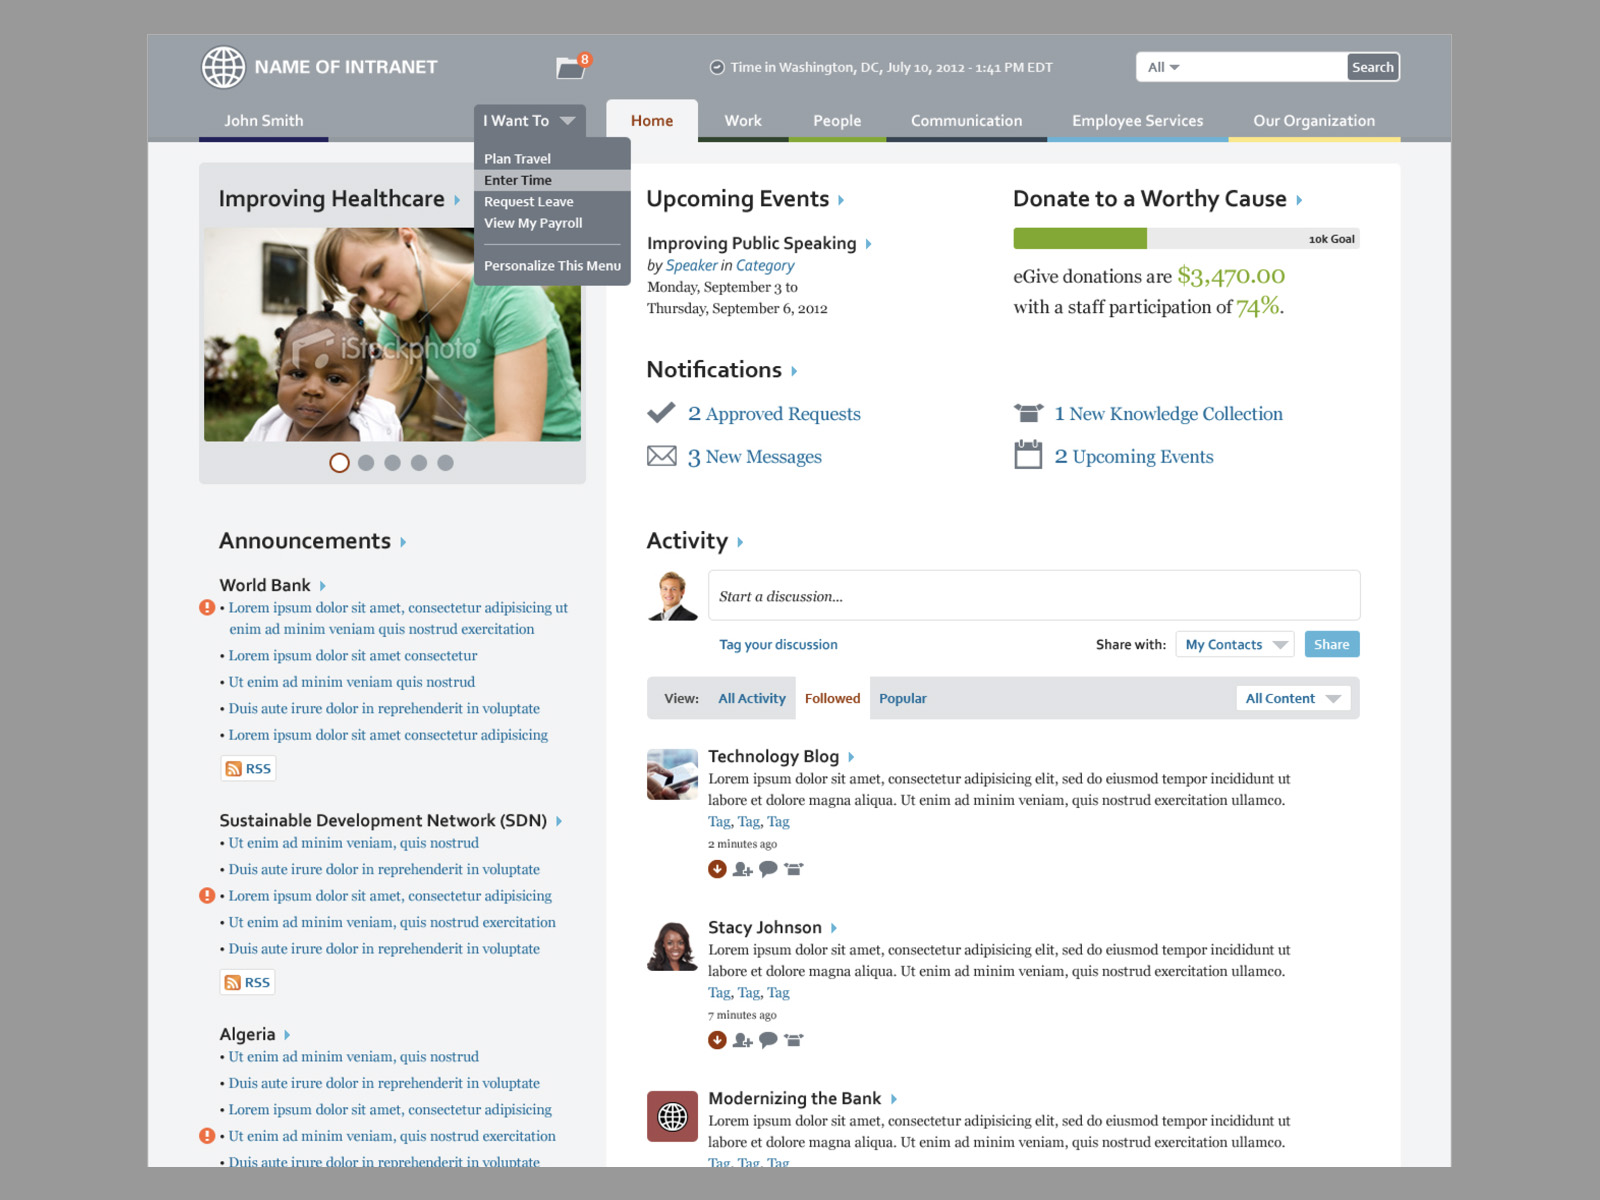 NAME OF INTRANET
8
Time in Washington, DC, July 10, 2012 - 1:41 PM EDT
All
Search
John Smith
I Want To
Home
Work
People
Communication
Employee Services
Our Organization
Plan Travel
Enter Time
Request Leave
View My Payroll
Personalize This Menu
Improving Healthcare
iStockphoto
Upcoming Events
Improving Public Speaking
by Speaker in Category
Monday, September 3 to
Thursday, September 6, 2012
Donate to a Worthy Cause
10k Goal
eGive donations are $3,470.00
with a staff participation of 74%.
Notifications
2 Approved Requests
1 New Knowledge Collection
3 New Messages
2 Upcoming Events
Announcements
World Bank
! • Lorem ipsum dolor sit amet, consectetur adipisicing ut
enim ad minim veniam quis nostrud exercitation
• Lorem ipsum dolor sit amet consectetur
• Ut enim ad minim veniam quis nostrud
• Duis aute irure dolor in reprehenderit in voluptate
• Lorem ipsum dolor sit amet consectetur adipisicing
RSS
Sustainable Development Network (SDN)
• Ut enim ad minim veniam, quis nostrud
• Duis aute irure dolor in reprehenderit in voluptate
! • Lorem ipsum dolor sit amet, consectetur adipisicing
• Ut enim ad minim veniam, quis nostrud exercitation
• Duis aute irure dolor in reprehenderit in voluptate
RSS
Algeria
• Ut enim ad minim veniam, quis nostrud
• Duis aute irure dolor in reprehenderit in voluptate
• Lorem ipsum dolor sit amet, consectetur adipisicing
! • Ut enim ad minim veniam, quis nostrud exercitation
• Duis aute irure dolor in reprehenderit in voluptate
Activity
Start a discussion...
Tag your discussion
Share with:
My Contacts
Share
View:
All Activity
Followed
Popular
All Content
Technology Blog
Lorem ipsum dolor sit amet, consectetur adipisicing elit, sed do eiusmod tempor incididunt ut
labore et dolore magna aliqua. Ut enim ad minim veniam, quis nostrud exercitation ullamco.
Tag, Tag, Tag
2 minutes ago
Stacy Johnson
Lorem ipsum dolor sit amet, consectetur adipisicing elit, sed do eiusmod tempor incididunt ut
labore et dolore magna aliqua. Ut enim ad minim veniam, quis nostrud exercitation ullamco.
Tag, Tag, Tag
7 minutes ago
Modernizing the Bank
Lorem ipsum dolor sit amet, consectetur adipisicing elit, sed do eiusmod tempor incididunt ut
labore et dolore magna aliqua. Ut enim ad minim veniam, quis nostrud exercitation ullamco.
Tag, Tag, Tag